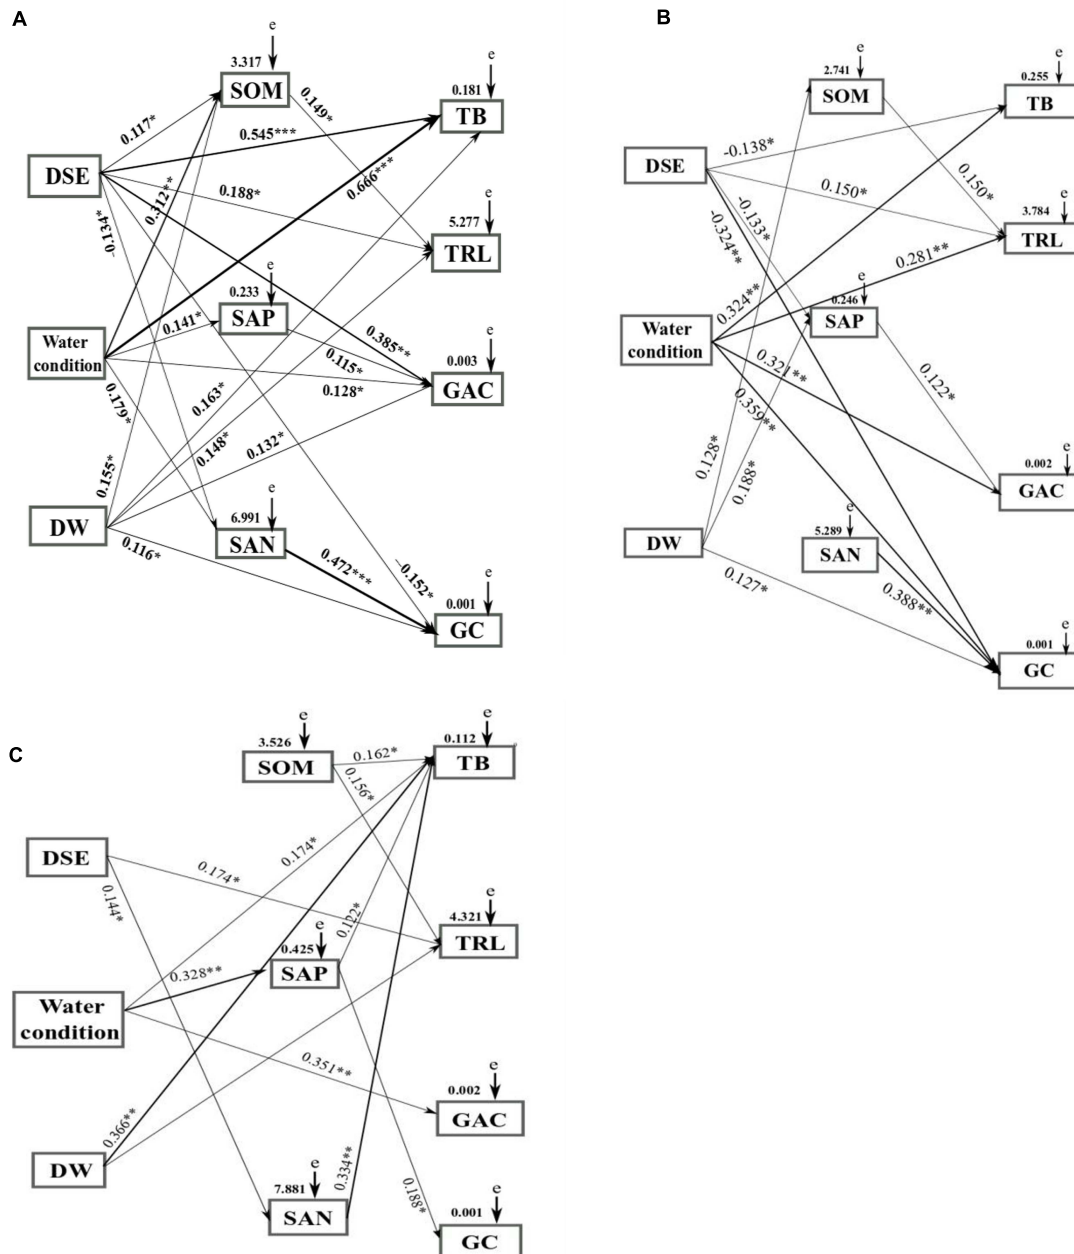 A
e
3.317
SOM
e
0.181
TB
0.117*
0.149*
0.545***
DSE
0.666***
0.312**
0.188*
-0.134*
e
5.277
TRL
e
0.233
SAP
0.141*
Water
condition
0.385**
0.115*
0.128*
e
0.003
GAC
0.179*
0.163*
0.148*
0.132*
0.155*
DW
0.116*
e
6.991
SAN
0.472***
-0.152*
e
0.001
GC
B
e
2.741
SOM
e
0.255
TB
-0.138*
DSE
0.150*
0.150*
-0.133*
-0.324**
e
3.784
TRL
0.281**
e
0.246
SAP
0.324**
Water
condition
0.321**
0.359**
0.122*
0.128*
0.188*
e
0.002
GAC
DW
e
5.289
SAN
0.127*
0.388**
e
0.001
GC
C
e
3.526
SOM
0.162*
0.156*
e
0.112
TB
DSE
0.174*
0.174*
0.144*
0.122*
e
4.321
TRL
e
0.425
SAP
0.328**
Water
condition
0.351**
e
0.002
GAC
0.366**
DW
0.334**
0.188*
e
7.881
SAN
e
0.001
GC